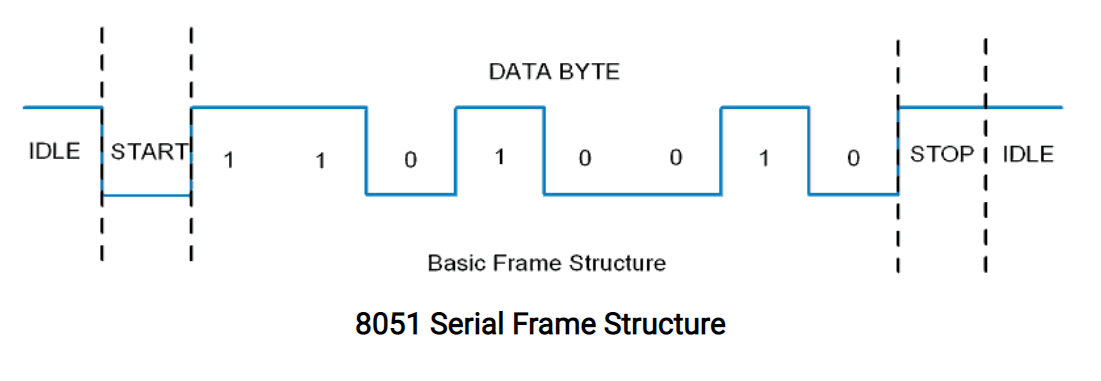 DATA BYTE
IDLE START 1 1 0 1 0 0 1 0 STOP IDLE
Basic Frame Structure
8051 Serial Frame Structure